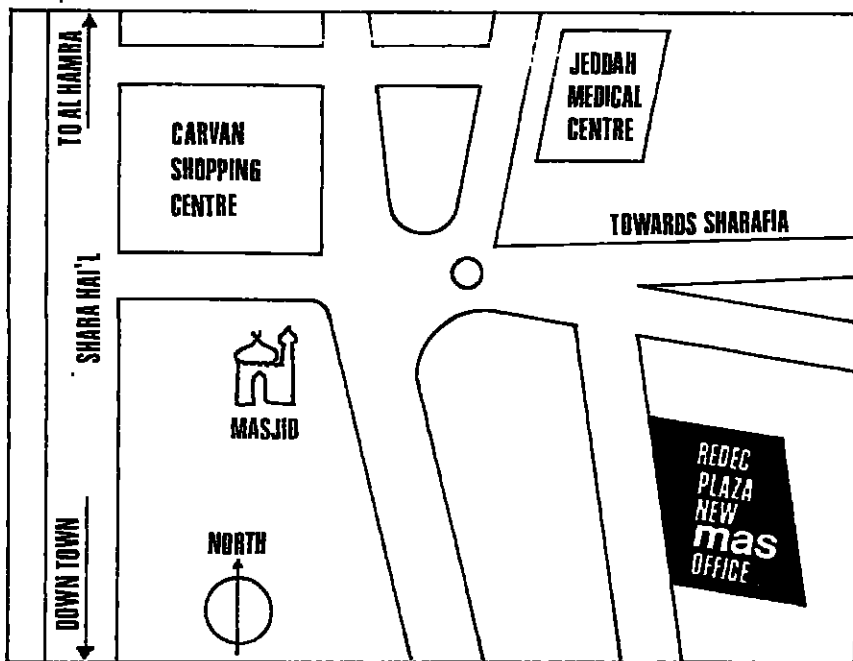 TO AL HAMRA
JEDDAH
MEDICAL
CENTRE
CARVAN
SHOPPING
CENTRE
TOWARDS SHARAFIA
SHARA HAI'L
MASJID
REDEC
PLAZA
NEW
mas
OFFICE
NORTH
DOWN TOWN